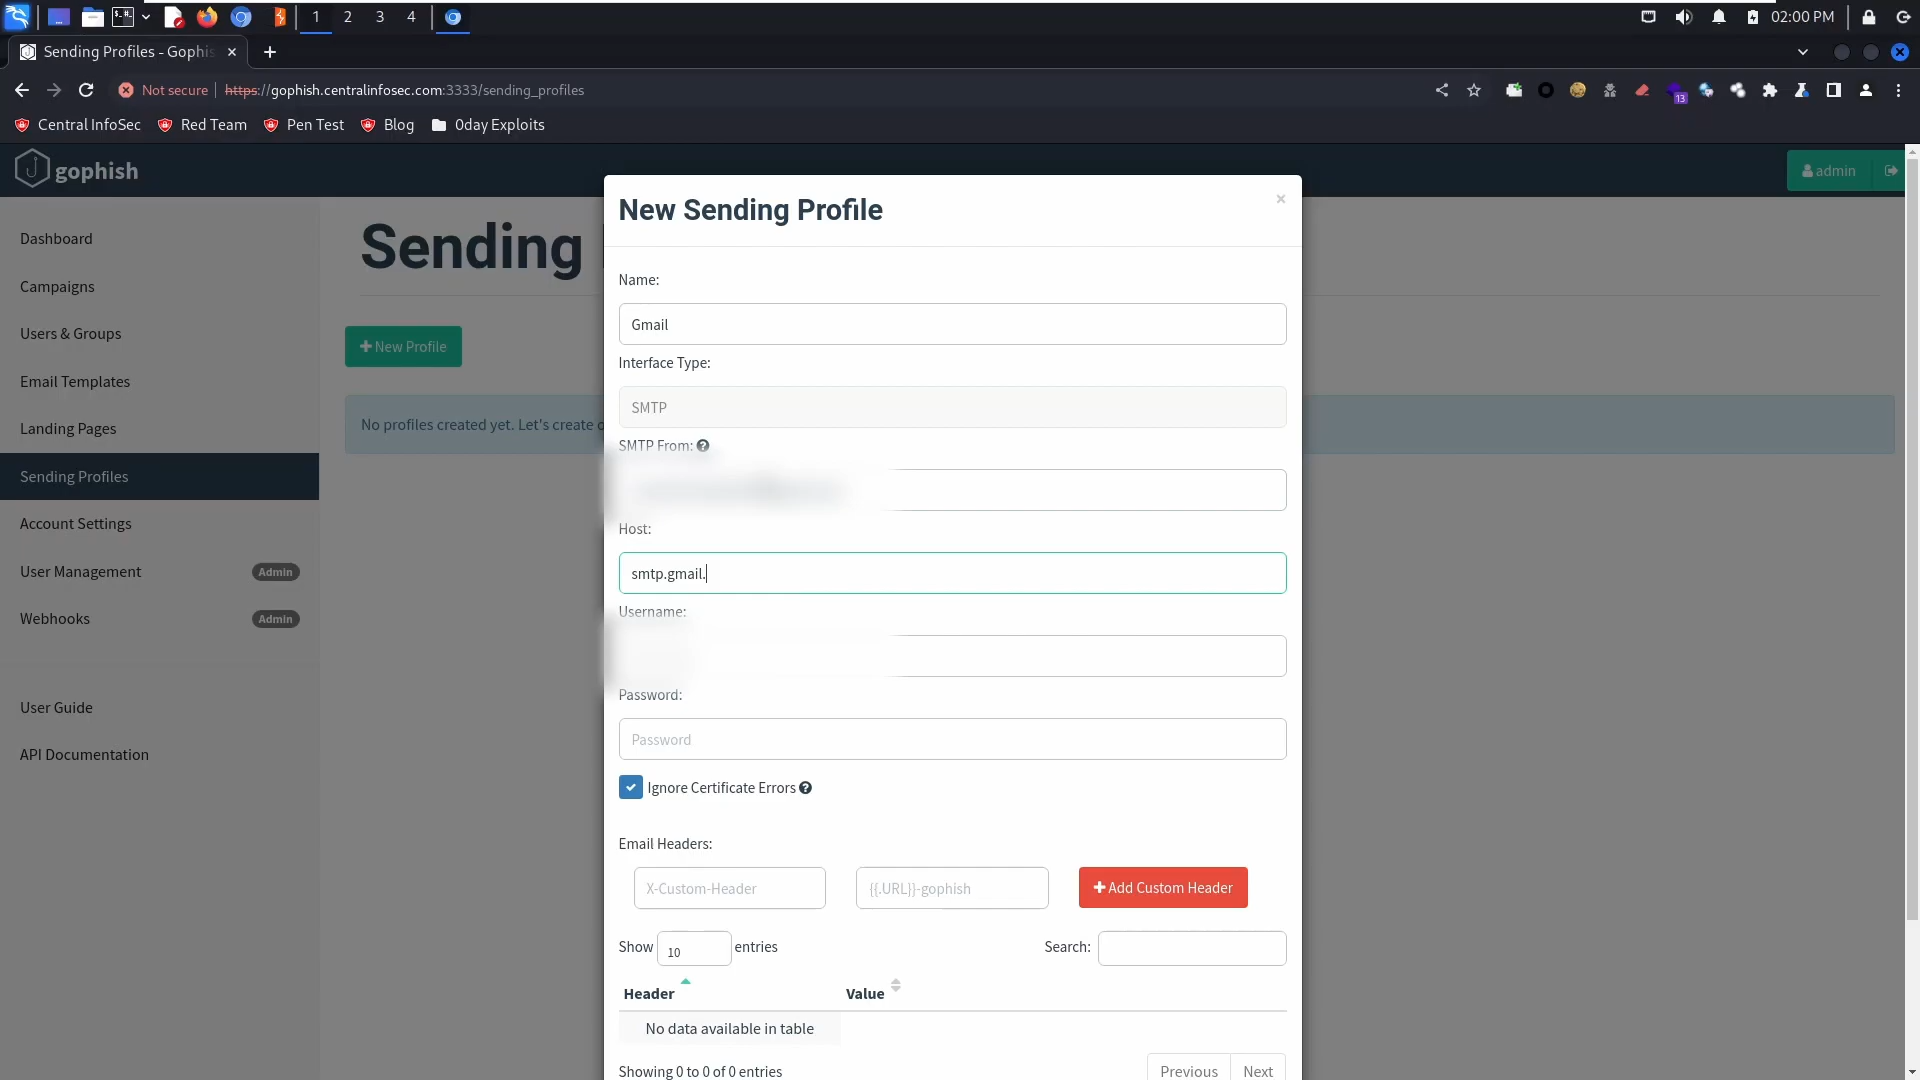 1 2 3 4 02:00 PM
Sending Profiles - Gophis
Not secure https://gophish.centralinfosec.com:3333/sending_profiles
13
Central InfoSec Red Team Pen Test Blog 0day Exploits
gophish
admin
Dashboard
Campaigns
Users & Groups
Email Templates
Landing Pages
Sending Profiles
Account Settings
User Management Admin
Webhooks Admin
User Guide
API Documentation
Sending
New Profile
No profiles created yet. Let's create
New Sending Profile
×
Name:
Gmail
Interface Type:
SMTP
SMTP From:
Host:
smtp.gmail.
Username:
Password:
Password
Ignore Certificate Errors
Email Headers:
X-Custom-Header {{.URL}}-gophish Add Custom Header
Show 10 entries Search:
Header Value
No data available in table
Showing 0 to 0 of 0 entries Previous Next